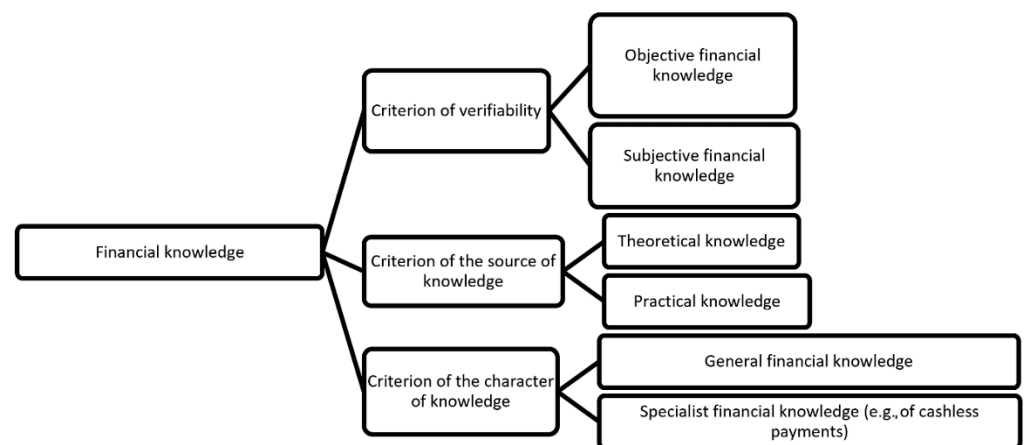 Financial knowledge
Criterion of verifiability
Objective financial
knowledge
Subjective financial
knowledge
Criterion of the source of
knowledge
Theoretical knowledge
Practical knowledge
Criterion of the character
of knowledge
General financial knowledge
Specialist financial knowledge (e.g., of cashless
payments)